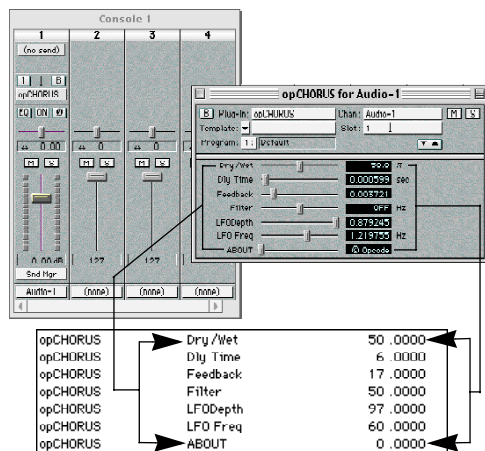 Console 1
1 2 3 4
(no send)
1 B
opCHORUS
EQ ON
0.00 0 0 0
M S M S M S M S
0.00dB 127 127 127
Snd Mgr
Audio-1 (none) (none) (none)
opCHORUS for Audio-1
B Plug-In: opCHORUS Chan: Audio-1 M S
Template: Slot: 1
Program: 1: Default
Dry/Wet 50.0 %
Dly Time 0.000599 sec
Feedback 0.003721
Filter OFF Hz
LFODepth 0.879245
LFO Freq 1.219755 Hz
ABOUT © Opcode
opCHORUS Dry/Wet 50.0000
opCHORUS Dly Time 6.0000
opCHORUS Feedback 17.0000
opCHORUS Filter 50.0000
opCHORUS LFODepth 97.0000
opCHORUS LFO Freq 60.0000
opCHORUS ABOUT 0.0000